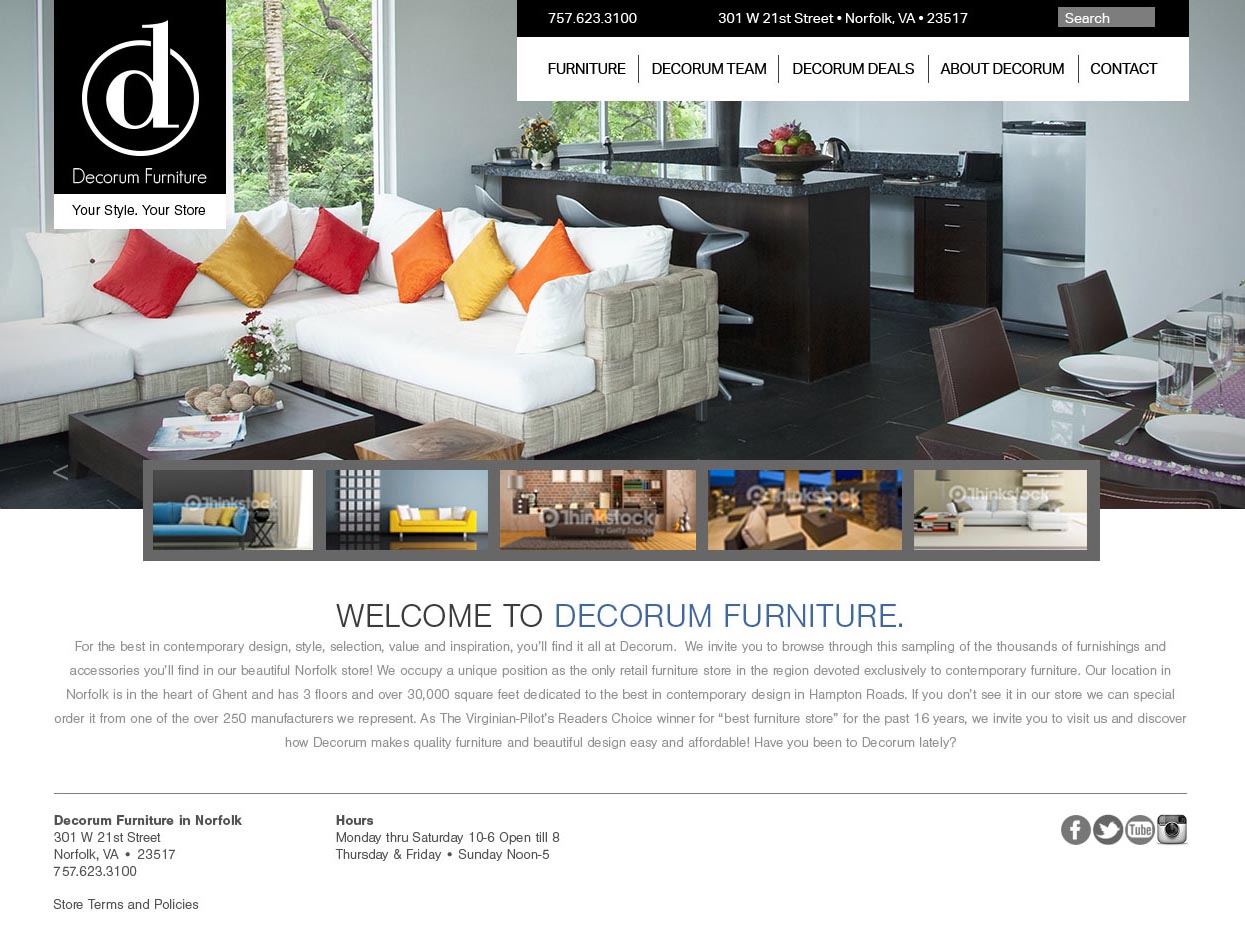 757.623.3100
301 W 21st Street • Norfolk, VA • 23517
Search
FURNITURE
DECORUM TEAM
DECORUM DEALS
ABOUT DECORUM
CONTACT
d
Decorum Furniture
Your Style. Your Store
Thinkstock
Thinkstock
by Getty Images
Thinkstock
Thinkstock
WELCOME TO DECORUM FURNITURE.
For the best in contemporary design, style, selection, value and inspiration, you'll find it all at Decorum.  We invite you to browse through this sampling of the thousands of furnishings and
accessories you'll find in our beautiful Norfolk store! We occupy a unique position as the only retail furniture store in the region devoted exclusively to contemporary furniture. Our location in
Norfolk is in the heart of Ghent and has 3 floors and over 30,000 square feet dedicated to the best in contemporary design in Hampton Roads. If you don't see it in our store we can special
order it from one of the over 250 manufacturers we represent. As The Virginian-Pilot's Readers Choice winner for “best furniture store” for the past 16 years, we invite you to visit us and discover
how Decorum makes quality furniture and beautiful design easy and affordable! Have you been to Decorum lately?
Decorum Furniture in Norfolk
301 W 21st Street
Norfolk, VA • 23517
757.623.3100
Store Terms and Policies
Hours
Monday thru Saturday 10-6 Open till 8
Thursday & Friday • Sunday Noon-5
f
You Tube